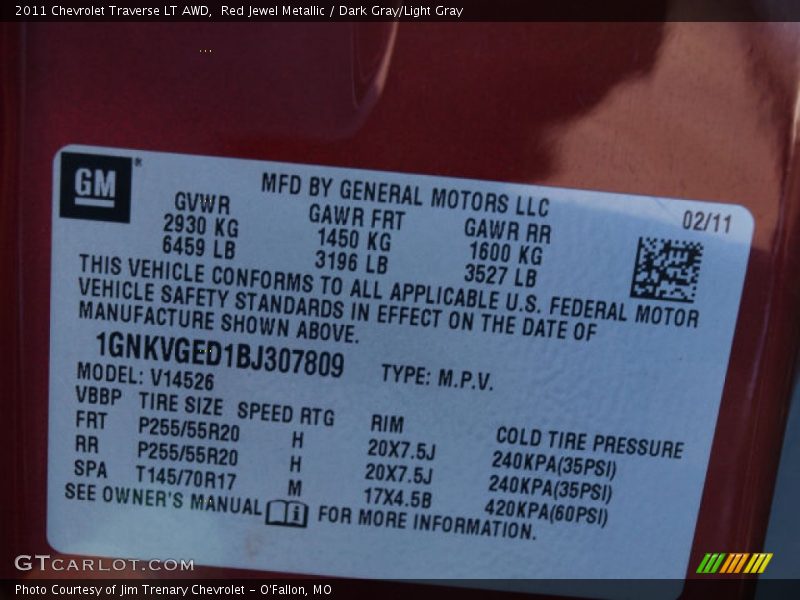 2011 Chevrolet Traverse LT AWD, Red Jewel Metallic / Dark Gray/Light Gray
GM
MFD BY GENERAL MOTORS LLC
02/11
GVWR GAWR FRT GAWR RR
2930 KG 1450 KG 1600 KG
6459 LB 3196 LB 3527 LB
THIS VEHICLE CONFORMS TO ALL APPLICABLE U.S. FEDERAL MOTOR
VEHICLE SAFETY STANDARDS IN EFFECT ON THE DATE OF
MANUFACTURE SHOWN ABOVE.
1GNKVGED1BJ307809 TYPE: M.P.V.
MODEL: V14526
VBBP TIRE SIZE SPEED RTG RIM COLD TIRE PRESSURE
FRT P255/55R20 H 20X7.5J 240KPA(35PSI)
RR P255/55R20 H 20X7.5J 240KPA(35PSI)
SPA T145/70R17 M 17X4.5B 420KPA(60PSI)
SEE OWNER'S MANUAL FOR MORE INFORMATION.
GTCARLOT.COM
Photo Courtesy of Jim Trenary Chevrolet - O'Fallon, MO